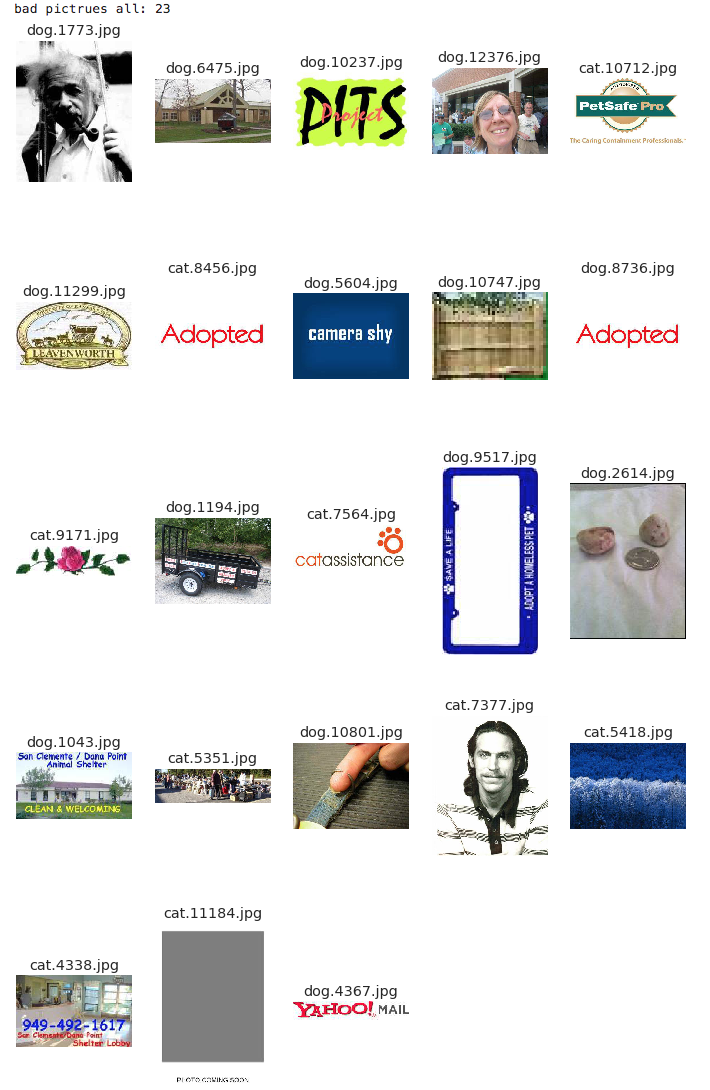 bad pictrues all: 23
dog.1773.jpg
dog.6475.jpg
dog.10237.jpg
dog.12376.jpg
cat.10712.jpg
PITS
Project
PetSafe Pro
The Caring Containment Professionals.
dog.11299.jpg
cat.8456.jpg
dog.5604.jpg
dog.10747.jpg
dog.8736.jpg
LEAVENWORTH
Adopted
camera shy
Adopted
cat.9171.jpg
dog.1194.jpg
cat.7564.jpg
dog.9517.jpg
dog.2614.jpg
catassistance
SAVE A LIFE
ADOPT A HOMELESS PET
dog.1043.jpg
cat.5351.jpg
dog.10801.jpg
cat.7377.jpg
cat.5418.jpg
San Clemente / Dana Point
Animal Shelter
CLEAN & WELCOMING
cat.4338.jpg
cat.11184.jpg
dog.4367.jpg
949-492-1617
San Clemente/Dana Point
Shelter Lobby
PHOTO COMING SOON
YAHOO! MAIL